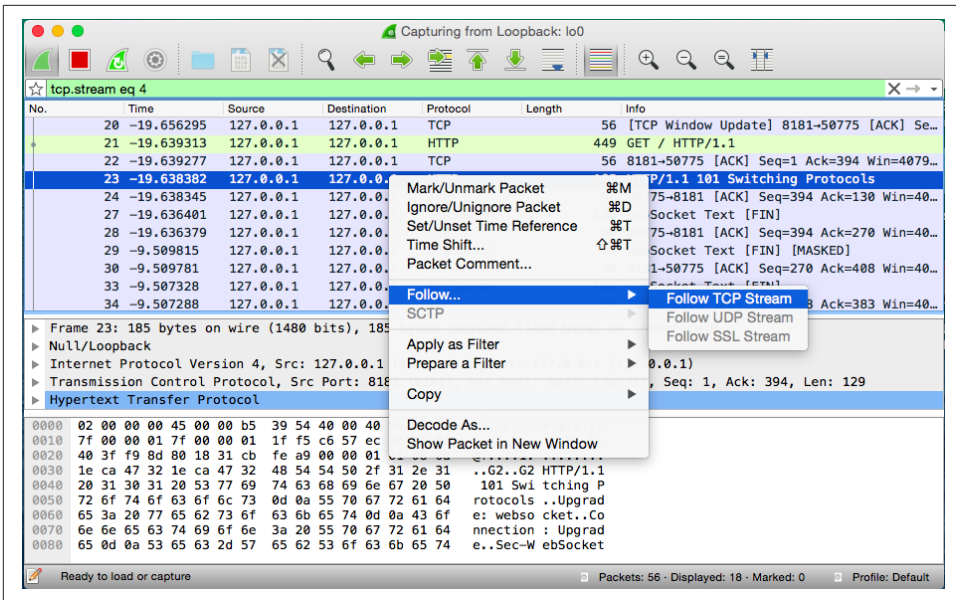 Capturing from Loopback: lo0
tcp.stream eq 4
No. Time Source Destination Protocol Length Info
20 -19.656295 127.0.0.1 127.0.0.1 TCP 56 [TCP Window Update] 8181→50775 [ACK] Se…
21 -19.639313 127.0.0.1 127.0.0.1 HTTP 449 GET / HTTP/1.1
22 -19.639277 127.0.0.1 127.0.0.1 TCP 56 8181→50775 [ACK] Seq=1 Ack=394 Win=4079…
23 -19.638382 127.0.0.1 127.0.0. TP/1.1 101 Switching Protocols
24 -19.638345 127.0.0.1 127.0.0. 75→8181 [ACK] Seq=394 Ack=130 Win=40…
27 -19.636401 127.0.0.1 127.0.0. Socket Text [FIN]
28 -19.636379 127.0.0.1 127.0.0. 75→8181 [ACK] Seq=394 Ack=270 Win=40…
29 -9.509815 127.0.0.1 127.0.0. Socket Text [FIN] [MASKED]
30 -9.509781 127.0.0.1 127.0.0. 1→50775 [ACK] Seq=270 Ack=408 Win=40…
33 -9.507328 127.0.0.1 127.0.0. Socket Text [FIN]
34 -9.507288 127.0.0.1 127.0.0. 8 Ack=383 Win=40…
Mark/Unmark Packet ⌘M
Ignore/Unignore Packet ⌘D
Set/Unset Time Reference ⌘T
Time Shift... ⇧⌘T
Packet Comment...
Follow...
SCTP
Apply as Filter
Prepare a Filter
Copy
Decode As...
Show Packet in New Window
Follow TCP Stream
Follow UDP Stream
Follow SSL Stream
Frame 23: 185 bytes on wire (1480 bits), 185
Null/Loopback
Internet Protocol Version 4, Src: 127.0.0.1 .0.0.1)
Transmission Control Protocol, Src Port: 818 , Seq: 1, Ack: 394, Len: 129
Hypertext Transfer Protocol
0000 02 00 00 00 45 00 00 b5 39 54 40 00 40
0010 7f 00 00 01 7f 00 00 01 1f f5 c6 57 ec
0020 40 3f f9 8d 80 18 31 cb fe a9 00 00 01
0030 1e ca 47 32 1e ca 47 32 48 54 54 50 2f 31 2e 31 ..G2..G2 HTTP/1.1
0040 20 31 30 31 20 53 77 69 74 63 68 69 6e 67 20 50 101 Swi tching P
0050 72 6f 74 6f 63 6f 6c 73 0d 0a 55 70 67 72 61 64 rotocols ..Upgrad
0060 65 3a 20 77 65 62 73 6f 63 6b 65 74 0d 0a 43 6f e: webso cket..Co
0070 6e 6e 65 63 74 69 6f 6e 3a 20 55 70 67 72 61 64 nnection : Upgrad
0080 65 0d 0a 53 65 63 2d 57 65 62 53 6f 63 6b 65 74 e..Sec-W ebSocket
Ready to load or capture Packets: 56 · Displayed: 18 · Marked: 0 Profile: Default